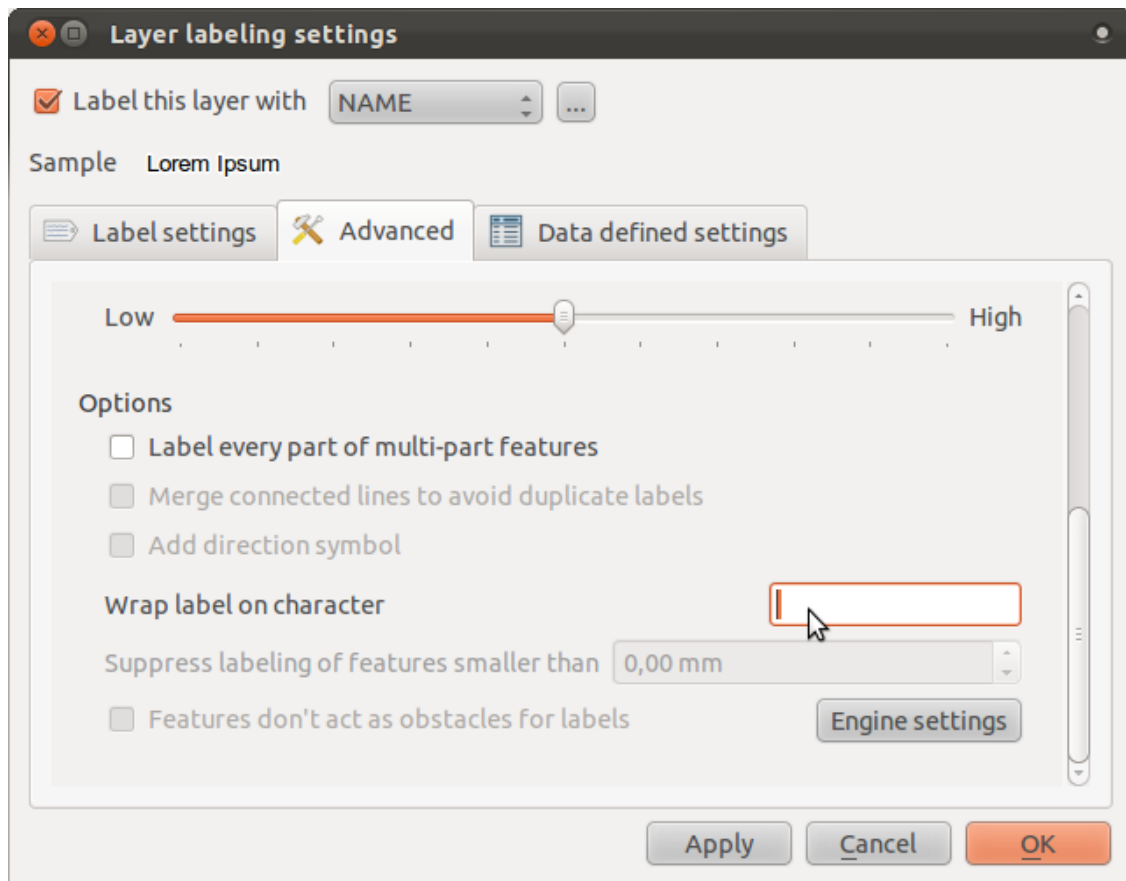 Layer labeling settings
Label this layer with NAME ...
Sample Lorem Ipsum
Label settings Advanced Data defined settings
Low High
Options
Label every part of multi-part features
Merge connected lines to avoid duplicate labels
Add direction symbol
Wrap label on character
Suppress labeling of features smaller than 0,00 mm
Features don't act as obstacles for labels Engine settings
Apply Cancel OK